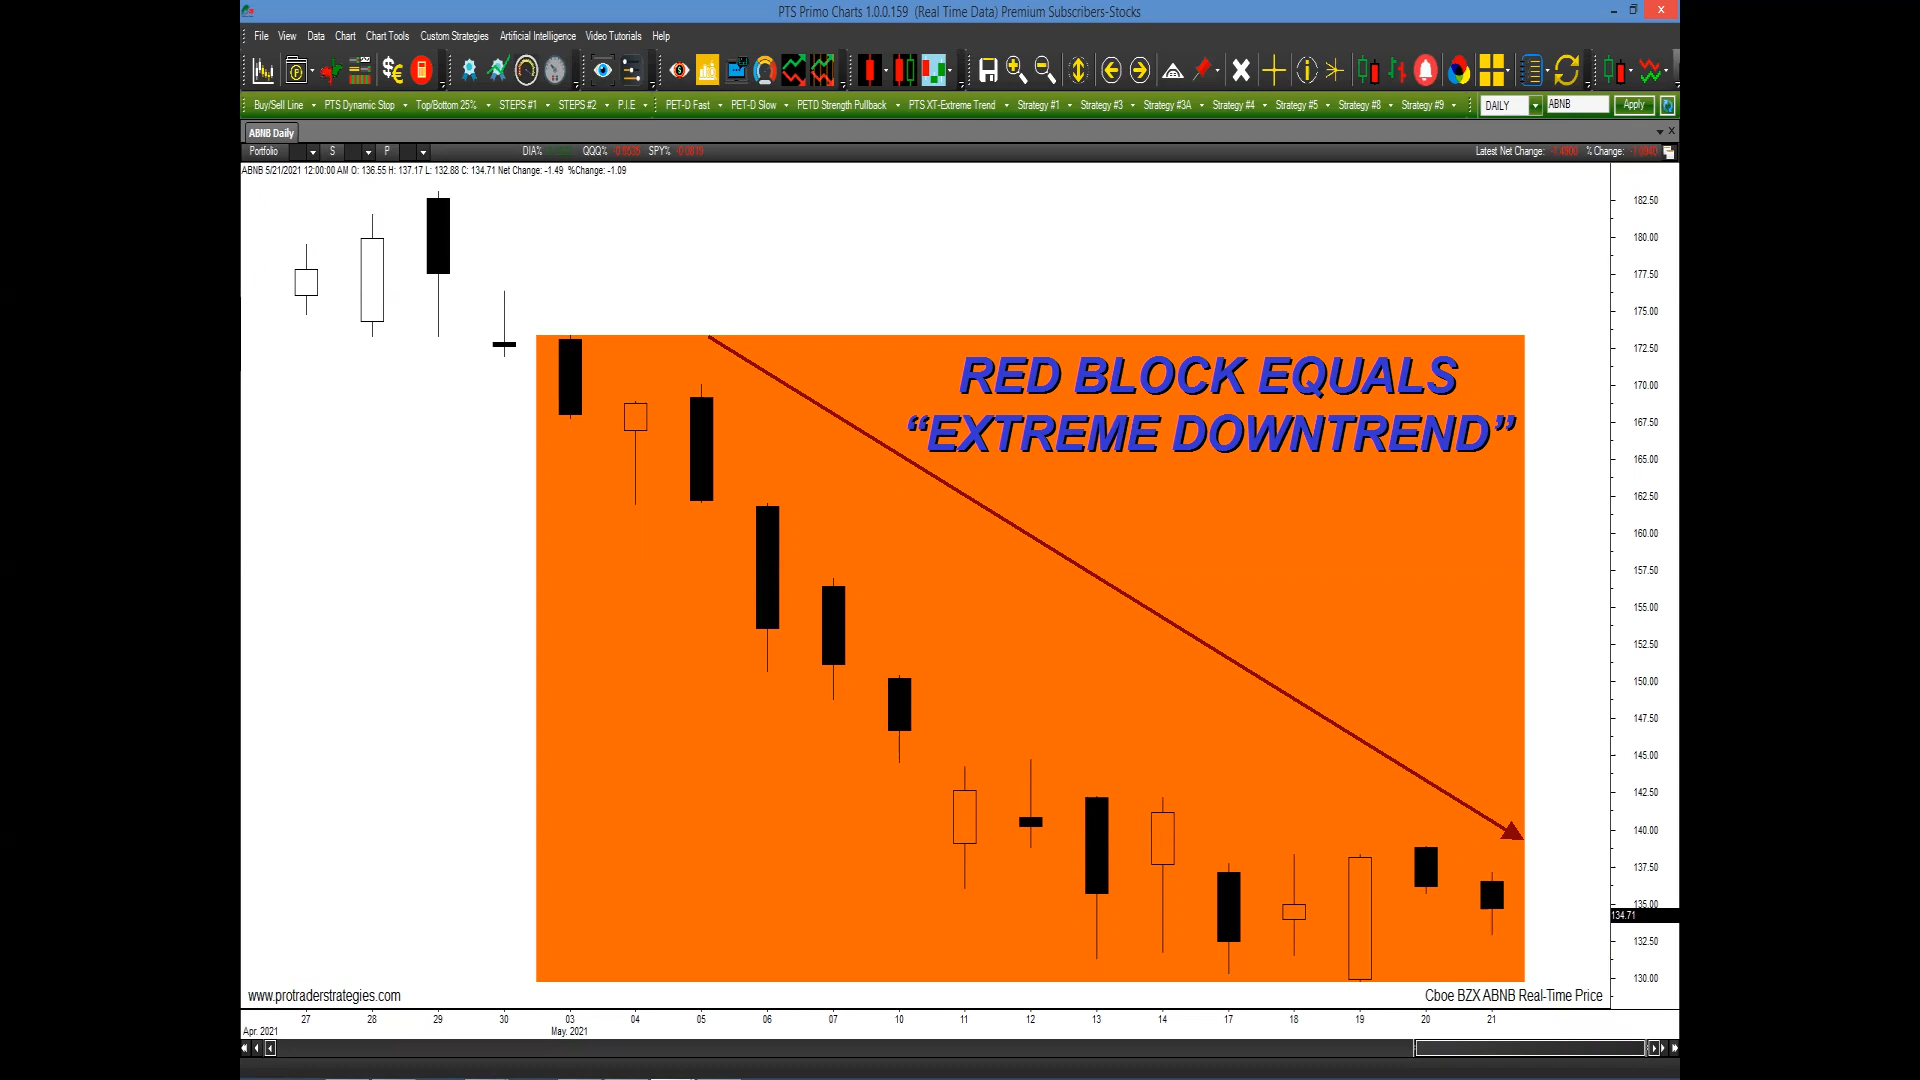 PTS Primo Charts 1.0.0.159 (Real Time Data) Premium Subscribers-Stocks
File View Data Chart Chart Tools Custom Strategies Artificial Intelligence Video Tutorials Help
Buy/Sell Line PTS Dynamic Stop Top/Bottom 25% STEPS #1 STEPS #2 P.I.E PET-D Fast PET-D Slow PETD Strength Pullback PTS XT-Extreme Trend Strategy #1 Strategy #3 Strategy #3A Strategy #4 Strategy #5 Strategy #8 Strategy #9 DAILY ABNB Apply
ABNB Daily
Portfolio S P DIA% QQQ% SPY% Latest Net Change: % Change:
ABNB 5/21/2021 12:00:00 AM O: 136.55 H: 137.17 L: 132.88 C: 134.71 Net Change: -1.49 %Change: -1.09
182.50
180.00
177.50
175.00
172.50
170.00
167.50
165.00
162.50
160.00
157.50
155.00
152.50
150.00
147.50
145.00
142.50
140.00
137.50
135.00
134.71
132.50
130.00
RED BLOCK EQUALS
“EXTREME DOWNTREND”
www.protraderstrategies.com
Cboe BZX ABNB Real-Time Price
27 28 29 30 03 04 05 06 07 10 11 12 13 14 17 18 19 20 21
Apr. 2021 May. 2021